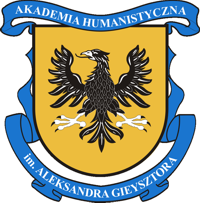 AKADEMIA HUMANISTYCZNA
im. ALEKSANDRA GIEYSZTORA